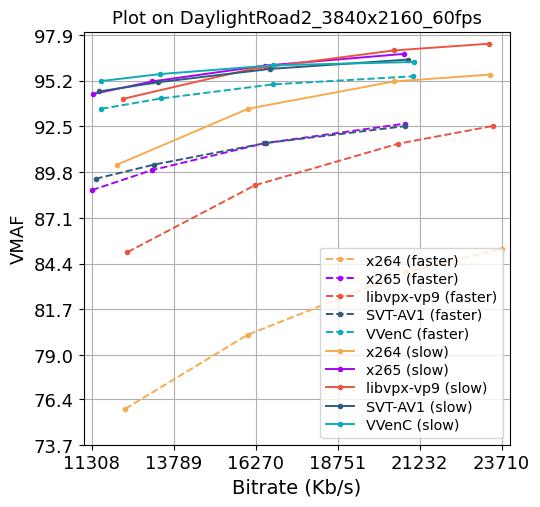 Plot on DaylightRoad2_3840x2160_60fps
97.9
95.2
92.5
89.8
87.1
84.4
81.7
79.0
76.4
73.7
VMAF
x264 (faster)
x265 (faster)
libvpx-vp9 (faster)
SVT-AV1 (faster)
VVenC (faster)
x264 (slow)
x265 (slow)
libvpx-vp9 (slow)
SVT-AV1 (slow)
VVenC (slow)
11308 13789 16270 18751 21232 23710
Bitrate (Kb/s)